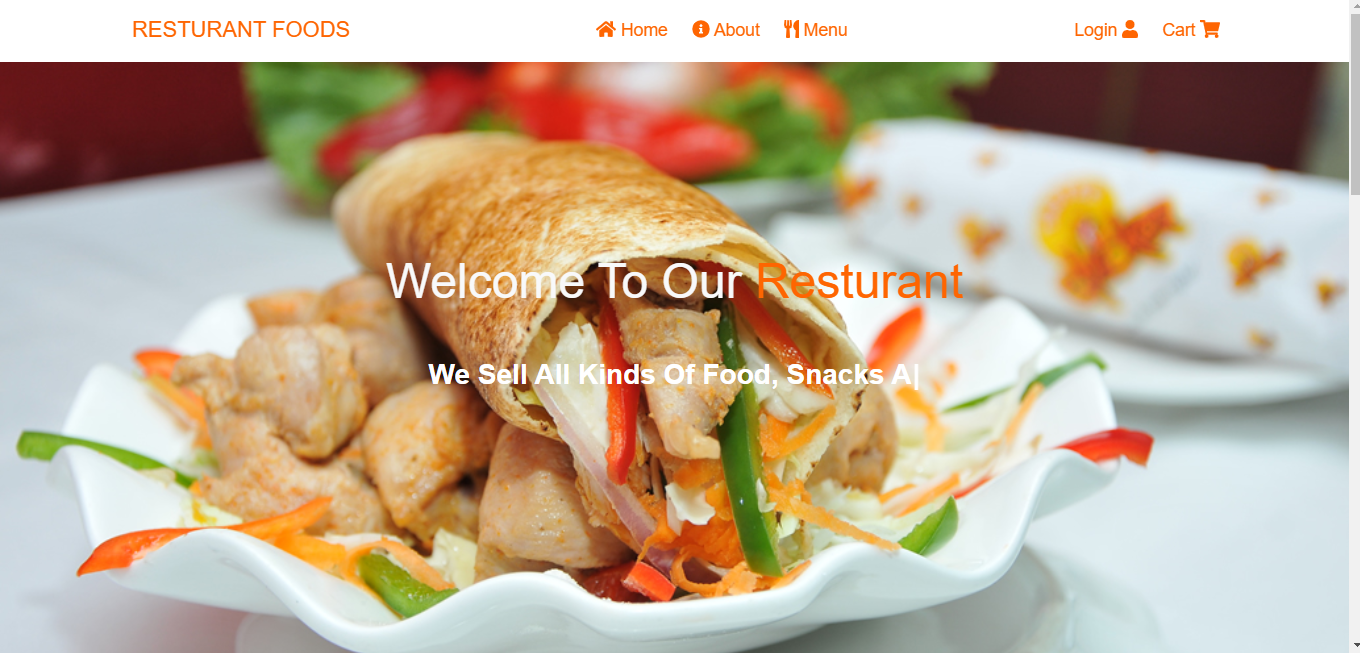 RESTURANT FOODS
Home
About
Menu
Login
Cart
Welcome To Our Resturant
We Sell All Kinds Of Food, Snacks A|